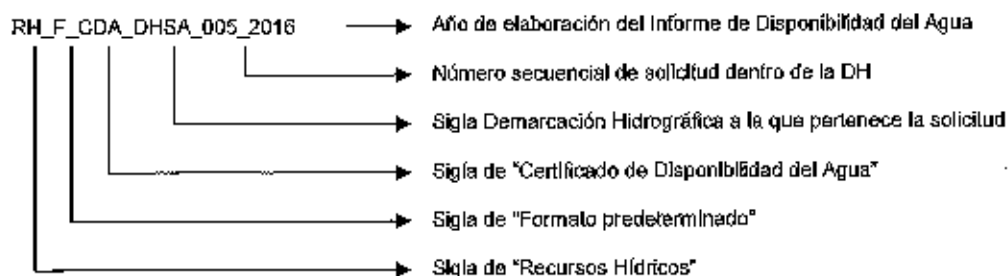 RH_F_CDA_DHSA_005_2016
Año de elaboración del Informe de Disponibilidad del Agua
Número secuencial de solicitud dentro de la DH
Sigla Demarcación Hidrográfica a la que pertenece la solicitud
Sigla de "Certificado de Disponibilidad del Agua"
Sigla de "Formato predeterminado"
Sigla de "Recursos Hídricos"